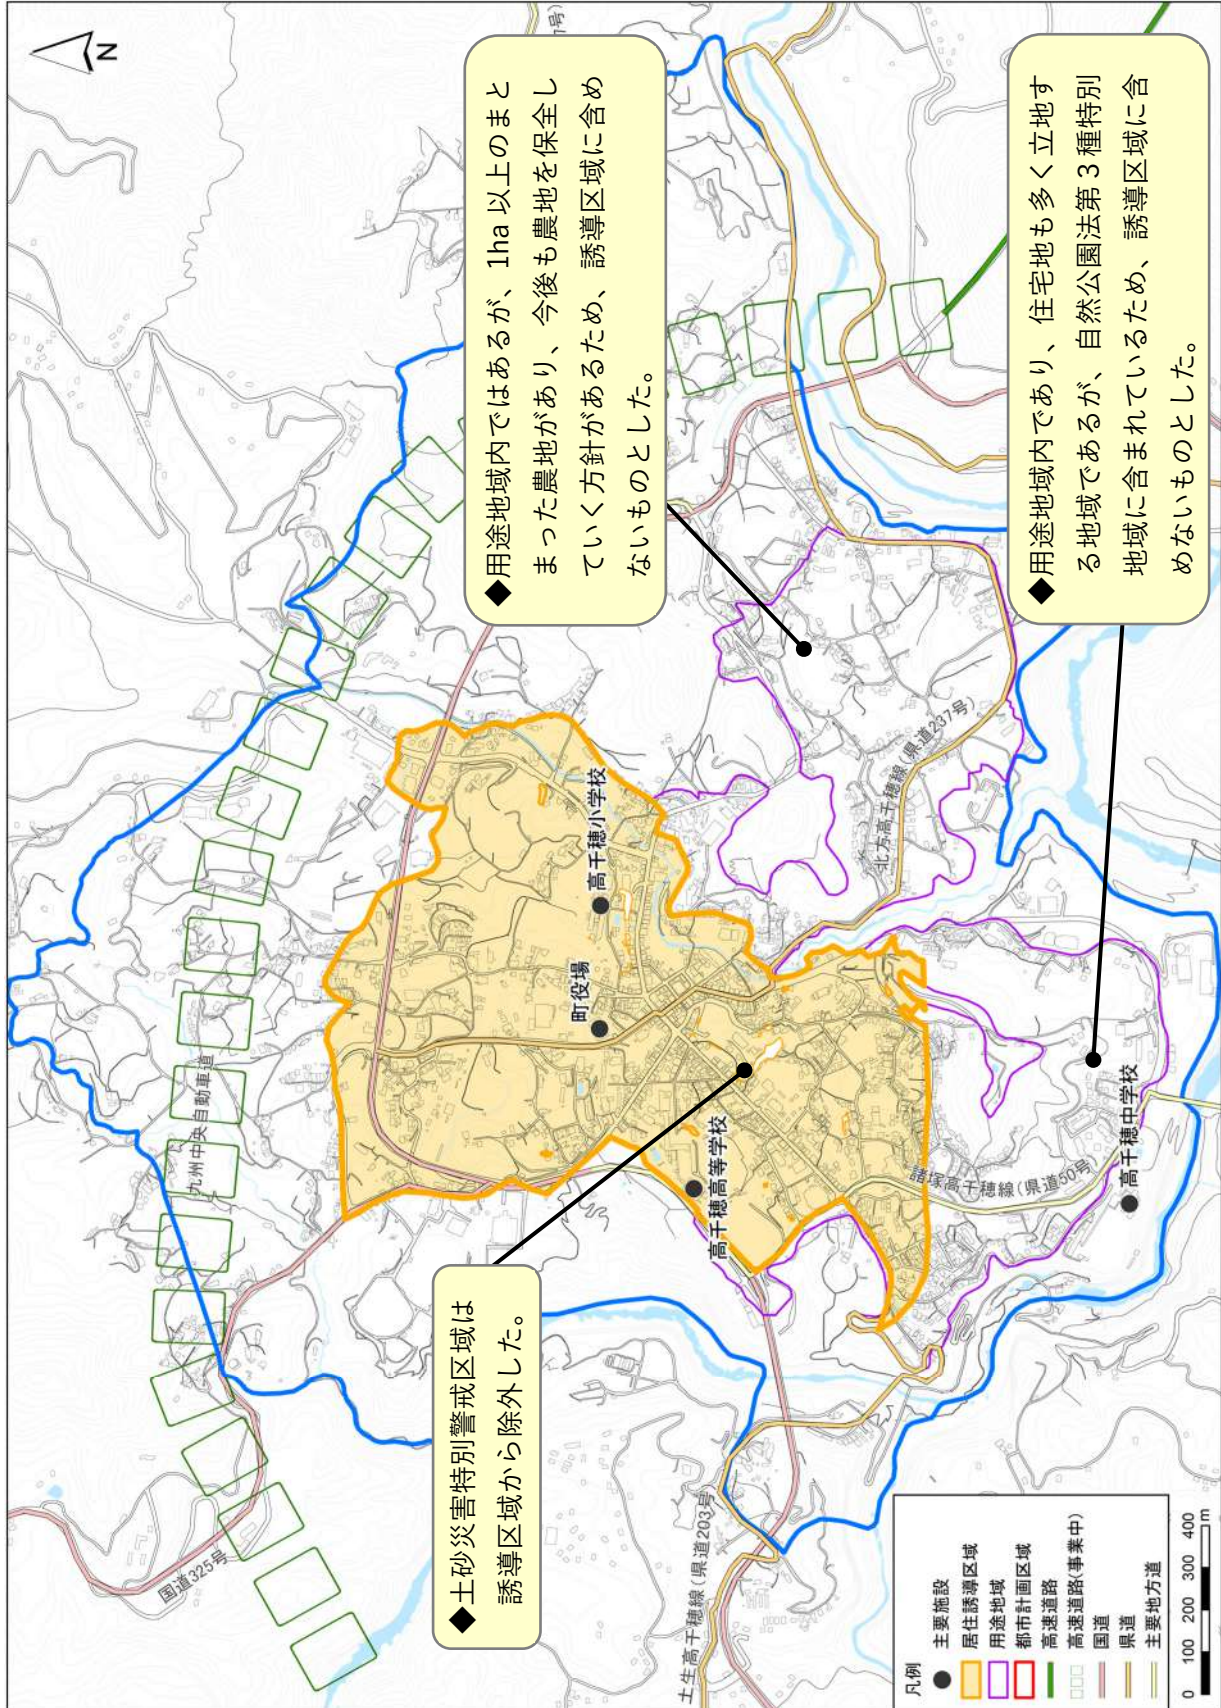 N
7号)
◆用途地域内ではあるが、1ha 以上のまと
まった農地があり、今後も農地を保全し
ていく方針があるため、誘導区域に含め
ないものとした。
◆用途地域内であり、住宅地も多く立地す
る地域であるが、自然公園法第３種特別
地域に含まれているため、誘導区域に含
めないものとした。
◆土砂災害特別警戒区域は
誘導区域から除外した。
国道325号
九州中央自動車道
町役場
高千穂小学校
高千穂高等学校
北方高千穂線(県道237号)
諸塚高千穂線(県道50号)
高千穂中学校
土生高千穂線(県道203号)
凡例
主要施設
居住誘導区域
用途地域
都市計画区域
高速道路
高速道路(事業中)
国道
県道
主要地方道
0 100 200 300 400
m